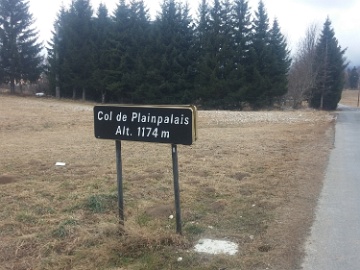 Col de Plainpalais
Alt. 1174 m